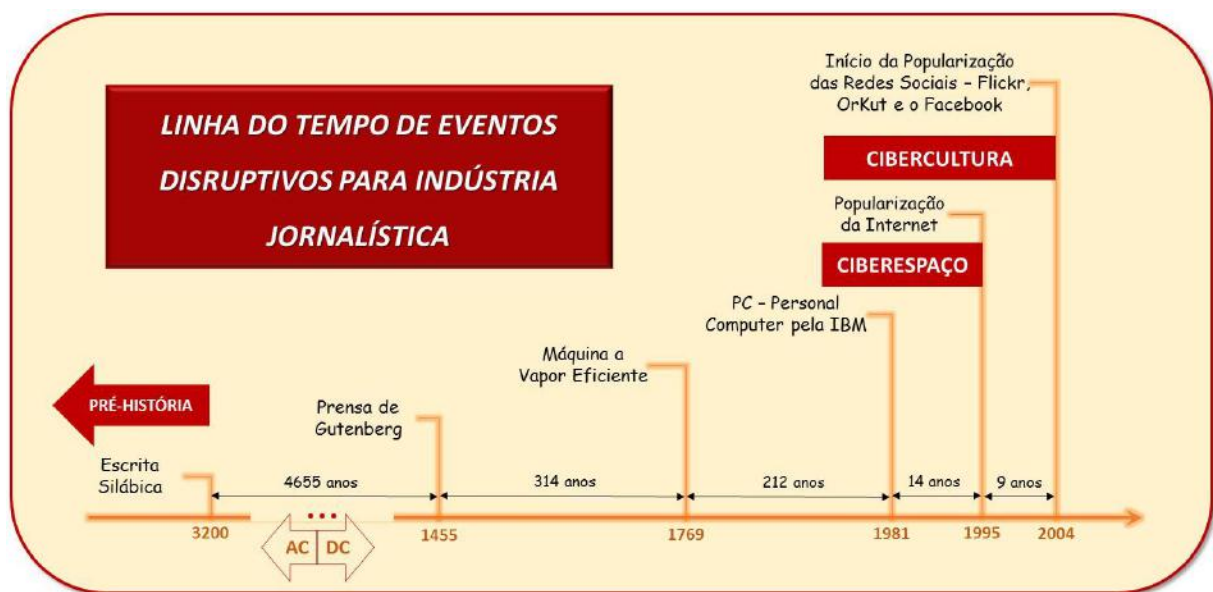 LINHA DO TEMPO DE EVENTOS
DISRUPTIVOS PARA INDÚSTRIA
JORNALÍSTICA
Início da Popularização
das Redes Sociais – Flickr,
OrKut e o Facebook
CIBERCULTURA
Popularização
da Internet
CIBERESPAÇO
PC – Personal
Computer pela IBM
Máquina a
Vapor Eficiente
PRÉ-HISTÓRIA
Prensa de
Gutenberg
Escrita
Silábica
4655 anos
314 anos
212 anos
14 anos
9 anos
3200
AC
DC
1455
1769
1981
1995
2004